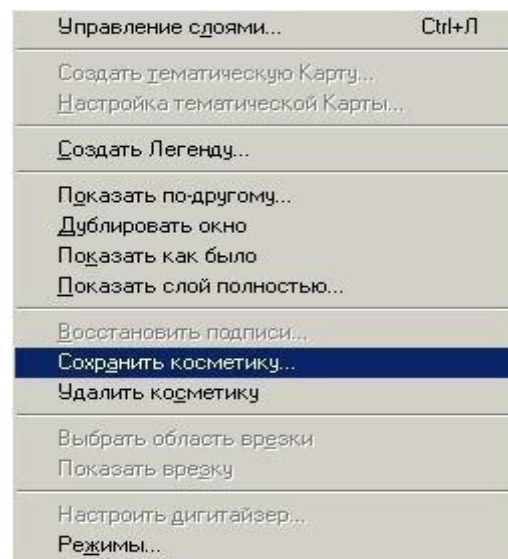 Управление слоями... Ctrl+Л
Создать тематическую Карту...
Настройка тематической Карты...
Создать Легенду...
Показать по-другому...
Дублировать окно
Показать как было
Показать слой полностью...
Восстановить подписи...
Сохранить косметику...
Удалить косметику
Выбрать область врезки
Показать врезку
Настроить дигитайзер...
Режимы...